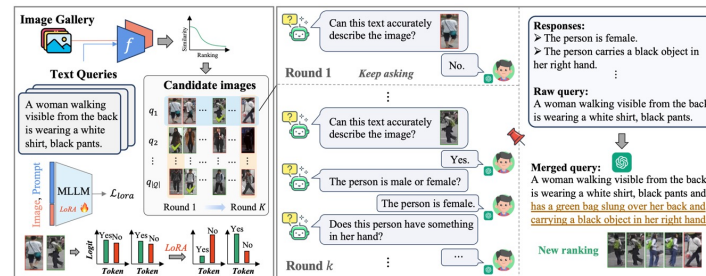 Image Gallery
f
Similarity
Ranking
Text Queries
A woman walking
visible from the back
is wearing a white
shirt, black pants.
Candidate images
q1
q2
q|Q|
Round 1
Round K
Image, Prompt
MLLM
LoRA
ℒlora
Logit
Yes No
Yes No
Token
Token
LoRA
Yes
No
Yes
No
Token
Token
Can this text accurately
describe the image?
No.
Round 1
Keep asking
Can this text accurately
describe the image?
Yes.
The person is male or female?
The person is female.
Does this person have something
in her hand?
...
Round k
Responses:
➢ The person is female.
➢ The person carries a black object in
her right hand.
Raw query:
A woman walking visible from the back
is wearing a white shirt, black pants.
Merged query:
A woman walking visible from the back
is wearing a white shirt, black pants and
has a green bag slung over her back and
carrying a black object in her right hand
New ranking